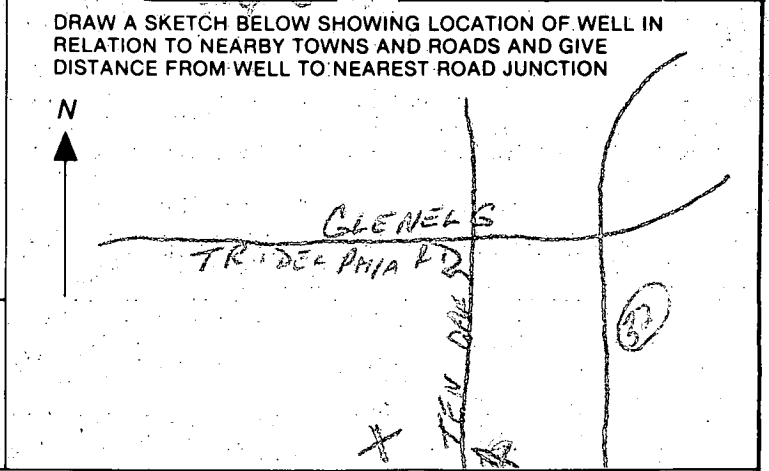 DRAW A SKETCH BELOW SHOWING LOCATION OF WELL IN
RELATION TO NEARBY TOWNS AND ROADS AND GIVE
DISTANCE FROM WELL TO NEAREST ROAD JUNCTION
N
GLENELG
TRIDELPHIA RD
TEN OAK
32
X